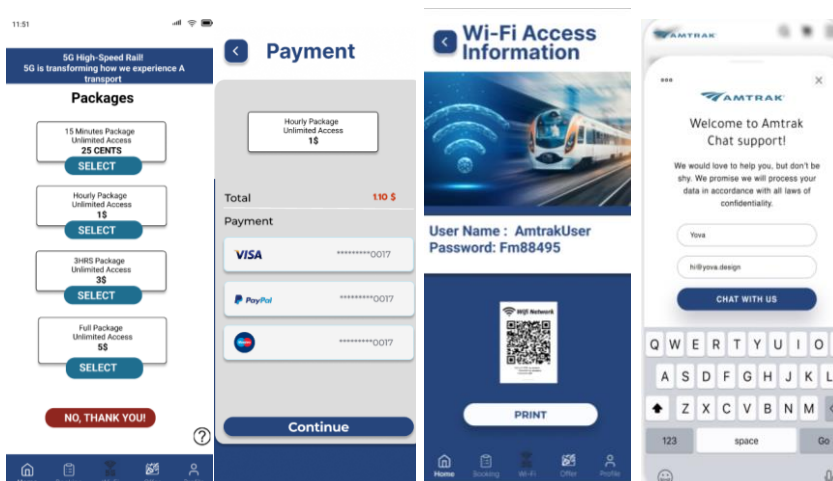 11:51
5G High-Speed Rail!
5G is transforming how we experience A
transport
Packages
15 Minutes Package
Unlimited Access
25 CENTS
SELECT
Hourly Package
Unlimited Access
1$
SELECT
3HRS Package
Unlimited Access
3$
SELECT
Full Package
Unlimited Access
5$
SELECT
NO, THANK YOU!
?
Payment
Hourly Package
Unlimited Access
1$
Total 1.10 $
Payment
VISA *********0017
PayPal *********0017
*********0017
Continue
Wi-Fi Access
Information
User Name : AmtrakUser
Password: Fm88495
Wifi Network
PRINT
Home Booking Wi-Fi Offer Profile
AMTRAK
AMTRAK
Welcome to Amtrak
Chat support!
We would love to help you, but don't be
shy. We promise we will process your
data in accordance with all laws of
confidentiality.
Yova
hi@yova.design
CHAT WITH US
Q W E R T Y U I O
A S D F G H J K L
Z X C V B N M
123 space Go